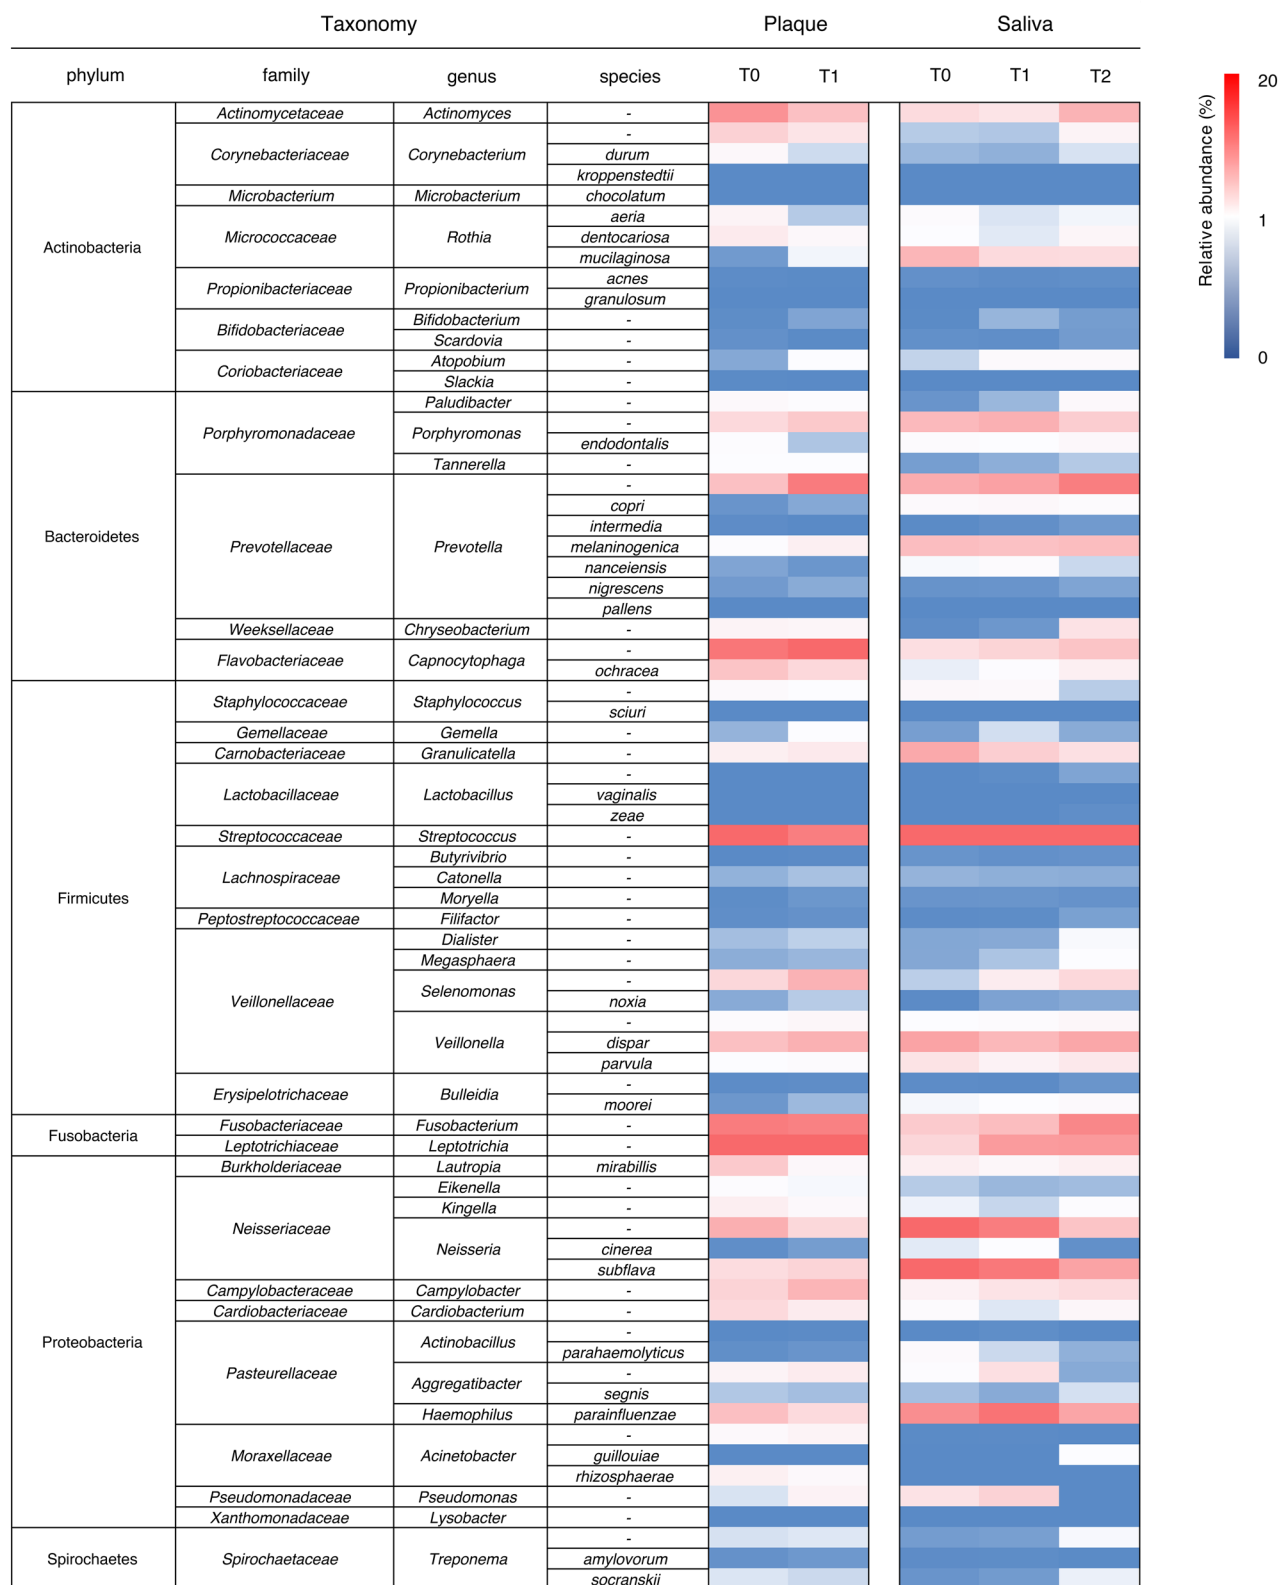 Taxonomy Plaque Saliva
phylum family genus species T0 T1 T0 T1 T2
20
Relative abundance (%)
1
0
Actinobacteria
Actinomycetaceae Actinomyces -
Corynebacteriaceae Corynebacterium -
durum
kroppenstedtii
Microbacterium Microbacterium chocolatum
Micrococcaceae Rothia aeria
dentocariosa
mucilaginosa
Propionibacteriaceae Propionibacterium acnes
granulosum
Bifidobacteriaceae Bifidobacterium -
Scardovia -
Coriobacteriaceae Atopobium -
Slackia -
Bacteroidetes
Porphyromonadaceae Paludibacter -
Porphyromonas -
endodontalis
Tannerella -
Prevotellaceae Prevotella -
copri
intermedia
melaninogenica
nanceiensis
nigrescens
pallens
Weeksellaceae Chryseobacterium -
Flavobacteriaceae Capnocytophaga -
ochracea
Firmicutes
Staphylococcaceae Staphylococcus -
sciuri
Gemellaceae Gemella -
Carnobacteriaceae Granulicatella -
Lactobacillaceae Lactobacillus -
vaginalis
zeae
Streptococcaceae Streptococcus -
Lachnospiraceae Butyrivibrio -
Catonella -
Moryella -
Peptostreptococcaceae Filifactor -
Veillonellaceae Dialister -
Megasphaera -
Selenomonas -
noxia
Veillonella -
dispar
parvula
Erysipelotrichaceae Bulleidia -
moorei
Fusobacteria
Fusobacteriaceae Fusobacterium -
Leptotrichiaceae Leptotrichia -
Proteobacteria
Burkholderiaceae Lautropia mirabillis
Neisseriaceae Eikenella -
Kingella -
Neisseria -
cinerea
subflava
Campylobacteraceae Campylobacter -
Cardiobacteriaceae Cardiobacterium -
Pasteurellaceae Actinobacillus -
parahaemolyticus
Aggregatibacter -
segnis
Haemophilus parainfluenzae
Moraxellaceae Acinetobacter -
guillouiae
rhizosphaerae
Pseudomonadaceae Pseudomonas -
Xanthomonadaceae Lysobacter -
Spirochaetes
Spirochaetaceae Treponema -
amylovorum
socranskii